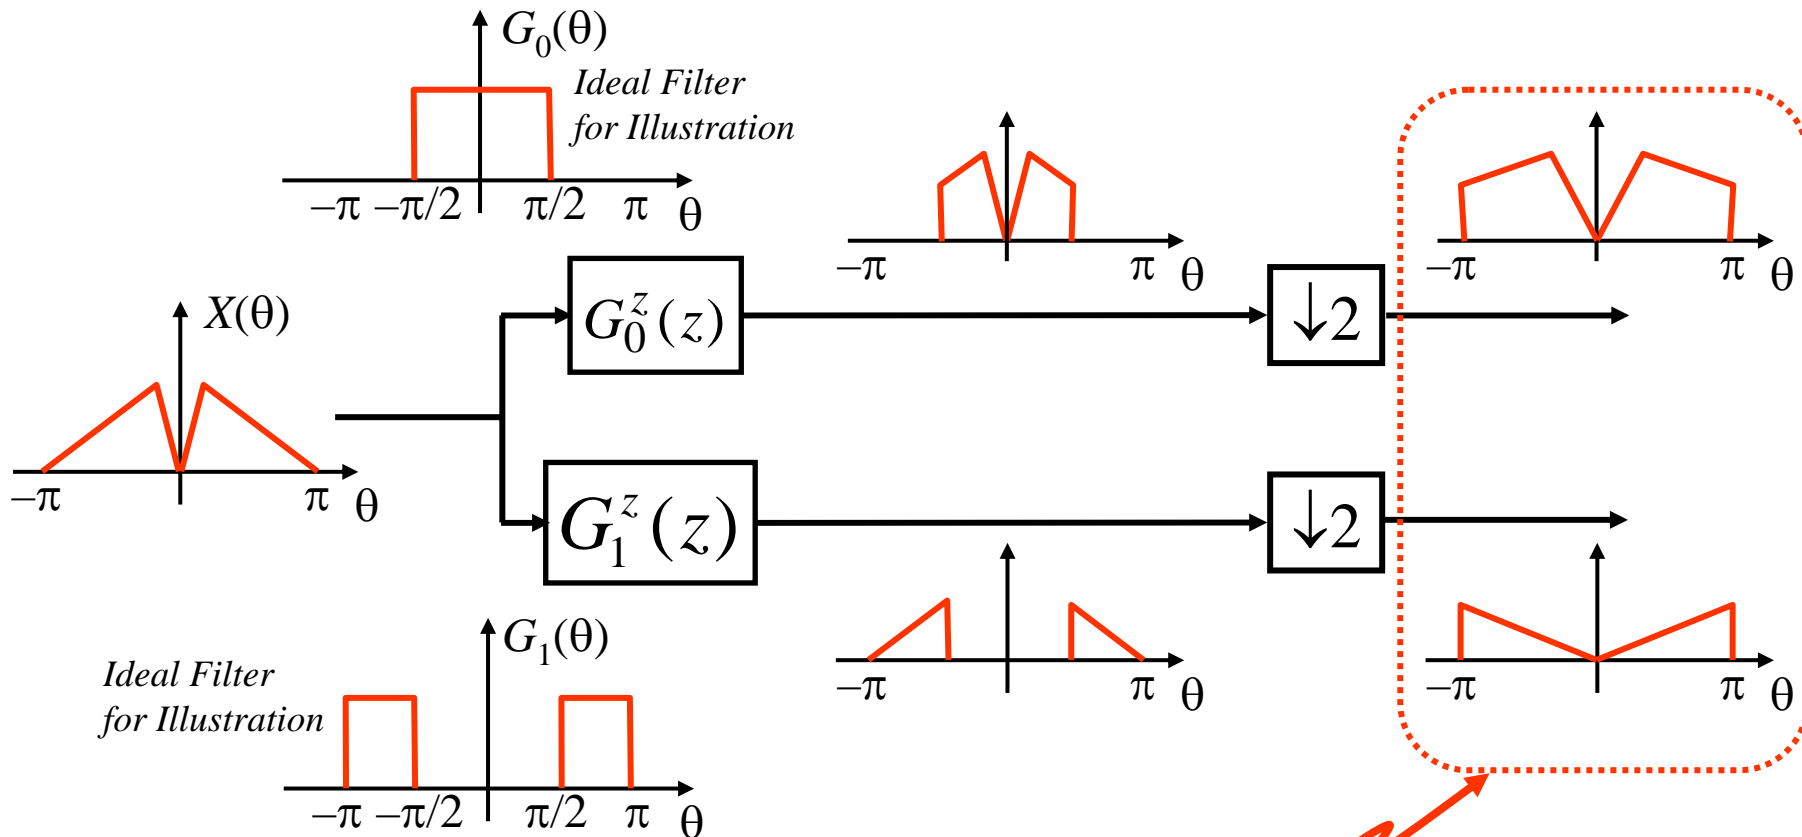 G₀(θ)
Ideal Filter
for Illustration
–π –π/2 π/2 π θ
–π π θ
–π π θ
X(θ)
G₀ᶻ(z)
↓2
–π π θ
G₁ᶻ(z)
↓2
G₁(θ)
Ideal Filter
for Illustration
–π π θ
–π π θ
–π –π/2 π/2 π θ